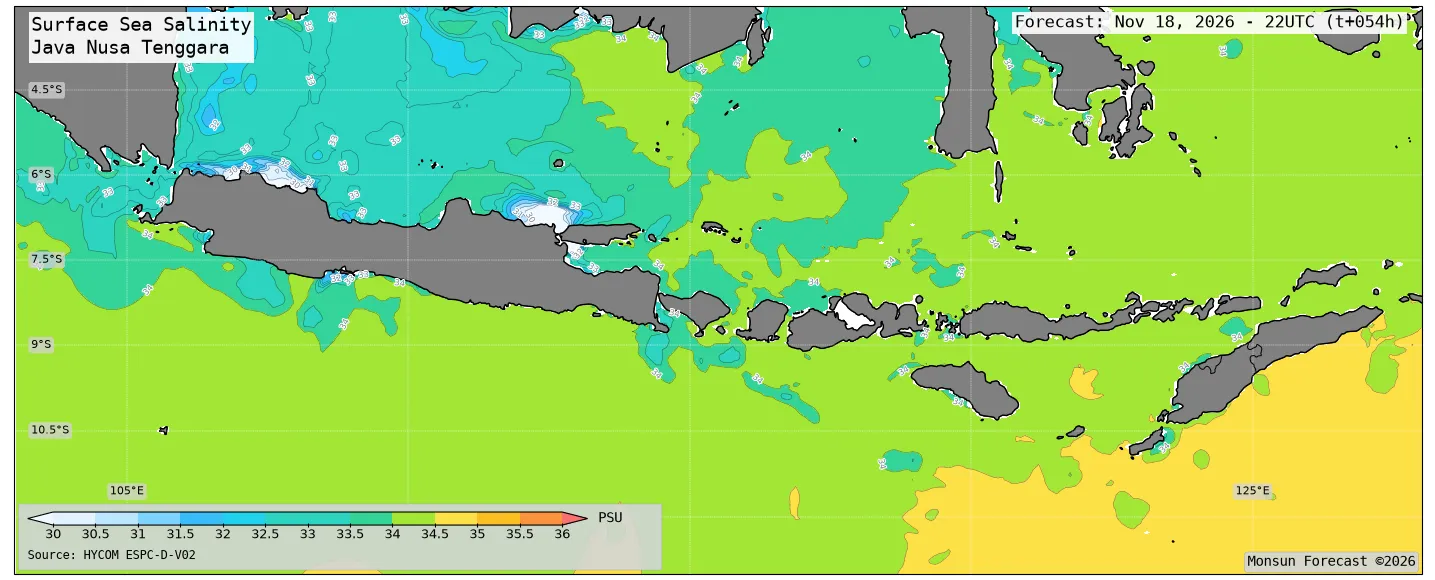 Surface Sea Salinity
Java Nusa Tenggara
Forecast: Nov 18, 2026 - 22UTC (t+054h)
4.5°S
6°S
7.5°S
9°S
10.5°S
105°E
125°E
30 30.5 31 31.5 32 32.5 33 33.5 34 34.5 35 35.5 36
PSU
Source: HYCOM ESPC-D-V02
Monsun Forecast ©2026